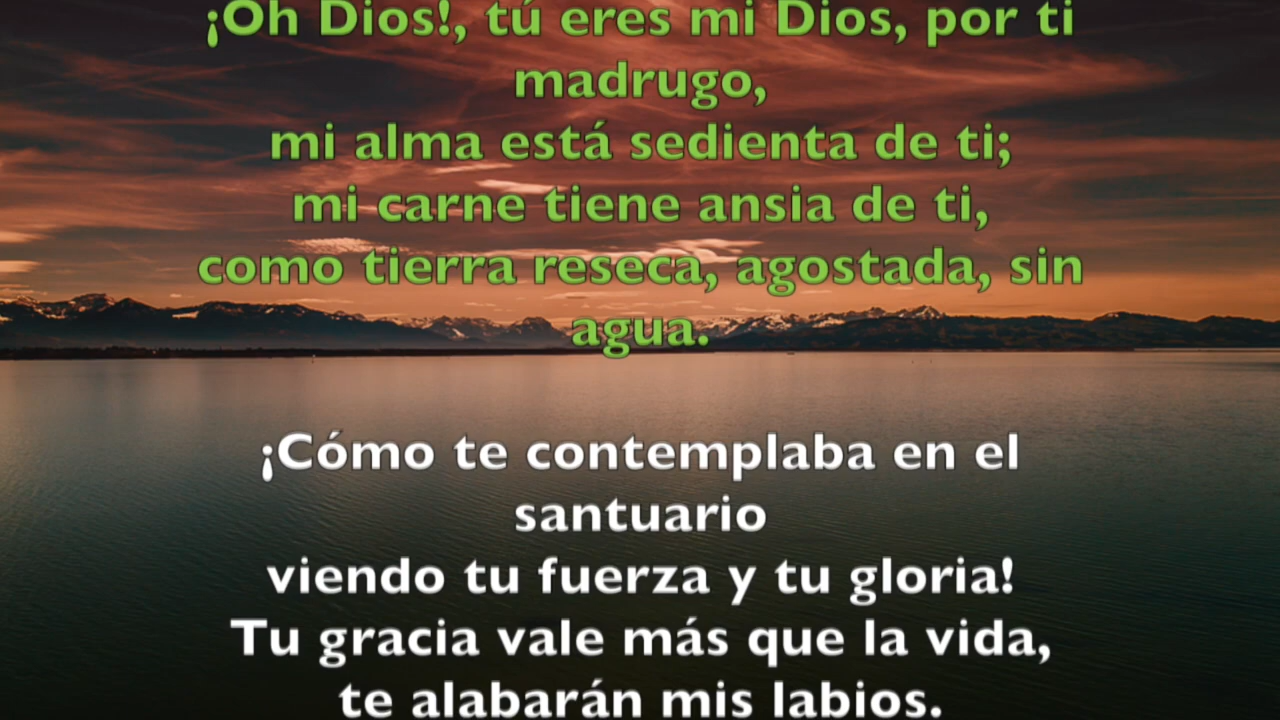 ¡Oh Dios!, tú eres mi Dios, por ti
madrugo,
mi alma está sedienta de ti;
mi carne tiene ansia de ti,
como tierra reseca, agostada, sin
agua.
¡Cómo te contemplaba en el
santuario
viendo tu fuerza y tu gloria!
Tu gracia vale más que la vida,
te alabarán mis labios.